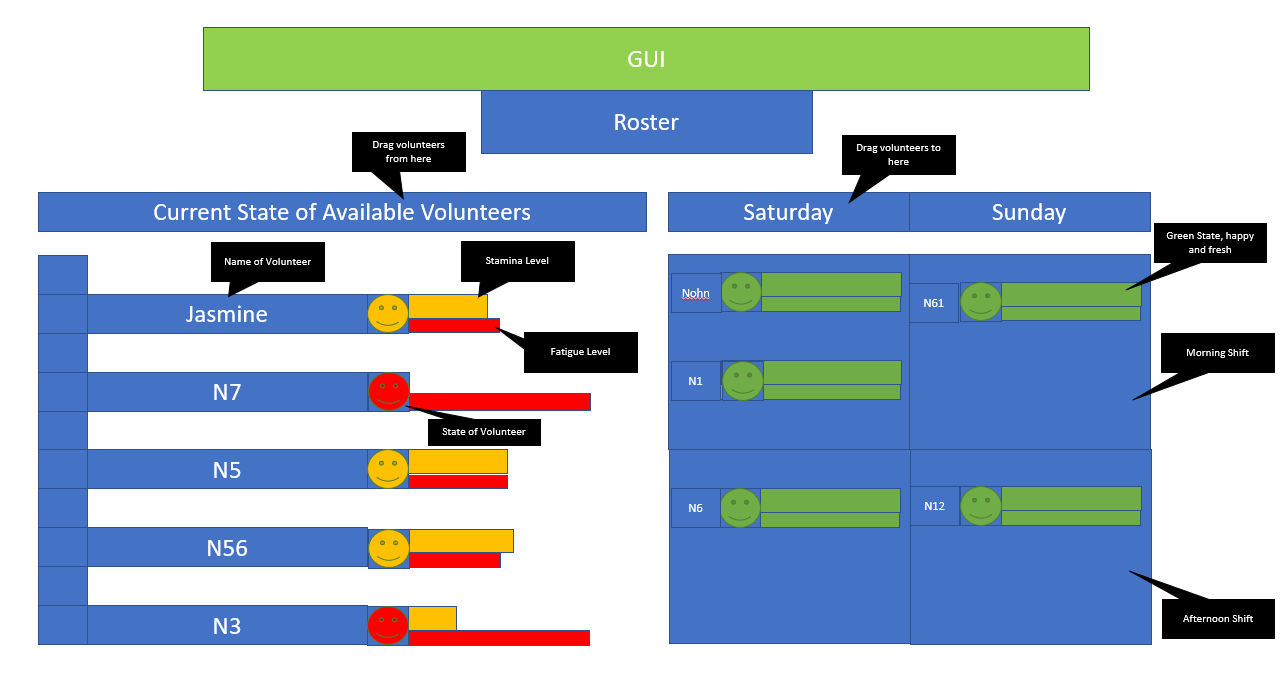 GUI
Roster
Drag volunteers
from here
Drag volunteers to
here
Current State of Available Volunteers
Saturday
Sunday
Green State, happy
and fresh
Name of Volunteer
Stamina Level
Jasmine
Fatigue Level
N7
State of Volunteer
N5
N56
N3
Nohn
N61
Morning Shift
N1
N6
N12
Afternoon Shift